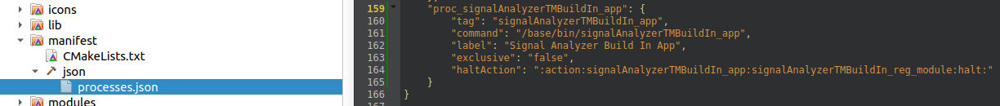 icons
lib
manifest
CMakeLists.txt
json
processes.json
modules
159 "proc_signalAnalyzerTMBuildIn_app": {
160 "tag": "signalAnalyzerTMBuildIn_app",
161 "command": "/base/bin/signalAnalyzerTMBuildIn_app",
162 "label": "Signal Analyzer Build In App",
163 "exclusive": "false",
164 "haltAction": ":action:signalAnalyzerTMBuildIn_app:signalAnalyzerTMBuildIn_reg_module:halt:"
165 }
166 }
167